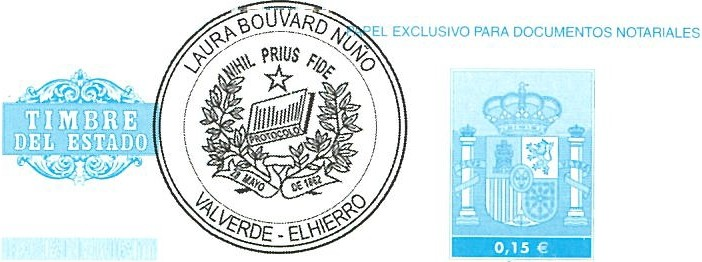 PAPEL EXCLUSIVO PARA DOCUMENTOS NOTARIALES
TIMBRE
DEL ESTADO
LAURA BOUVARD NUÑO
NIHIL PRIUS FIDE
PROTOCOLO
28 MAYO DE 1862
VALVERDE - ELHIERRO
0,15 €